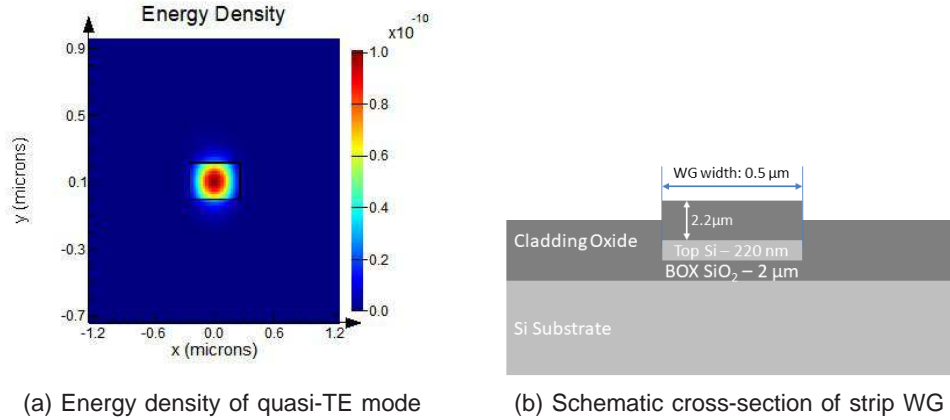 Energy Density
x10^-10
0.9
0.5
0.1
-0.3
-0.7
y (microns)
-1.2
-0.6
0.0
0.6
1.2
x (microns)
1.0
0.8
0.6
0.4
0.2
0.0
(a) Energy density of quasi-TE mode
WG width: 0.5 µm
2.2µm
Cladding Oxide
Top Si – 220 nm
BOX SiO₂ – 2 µm
Si Substrate
(b) Schematic cross-section of strip WG